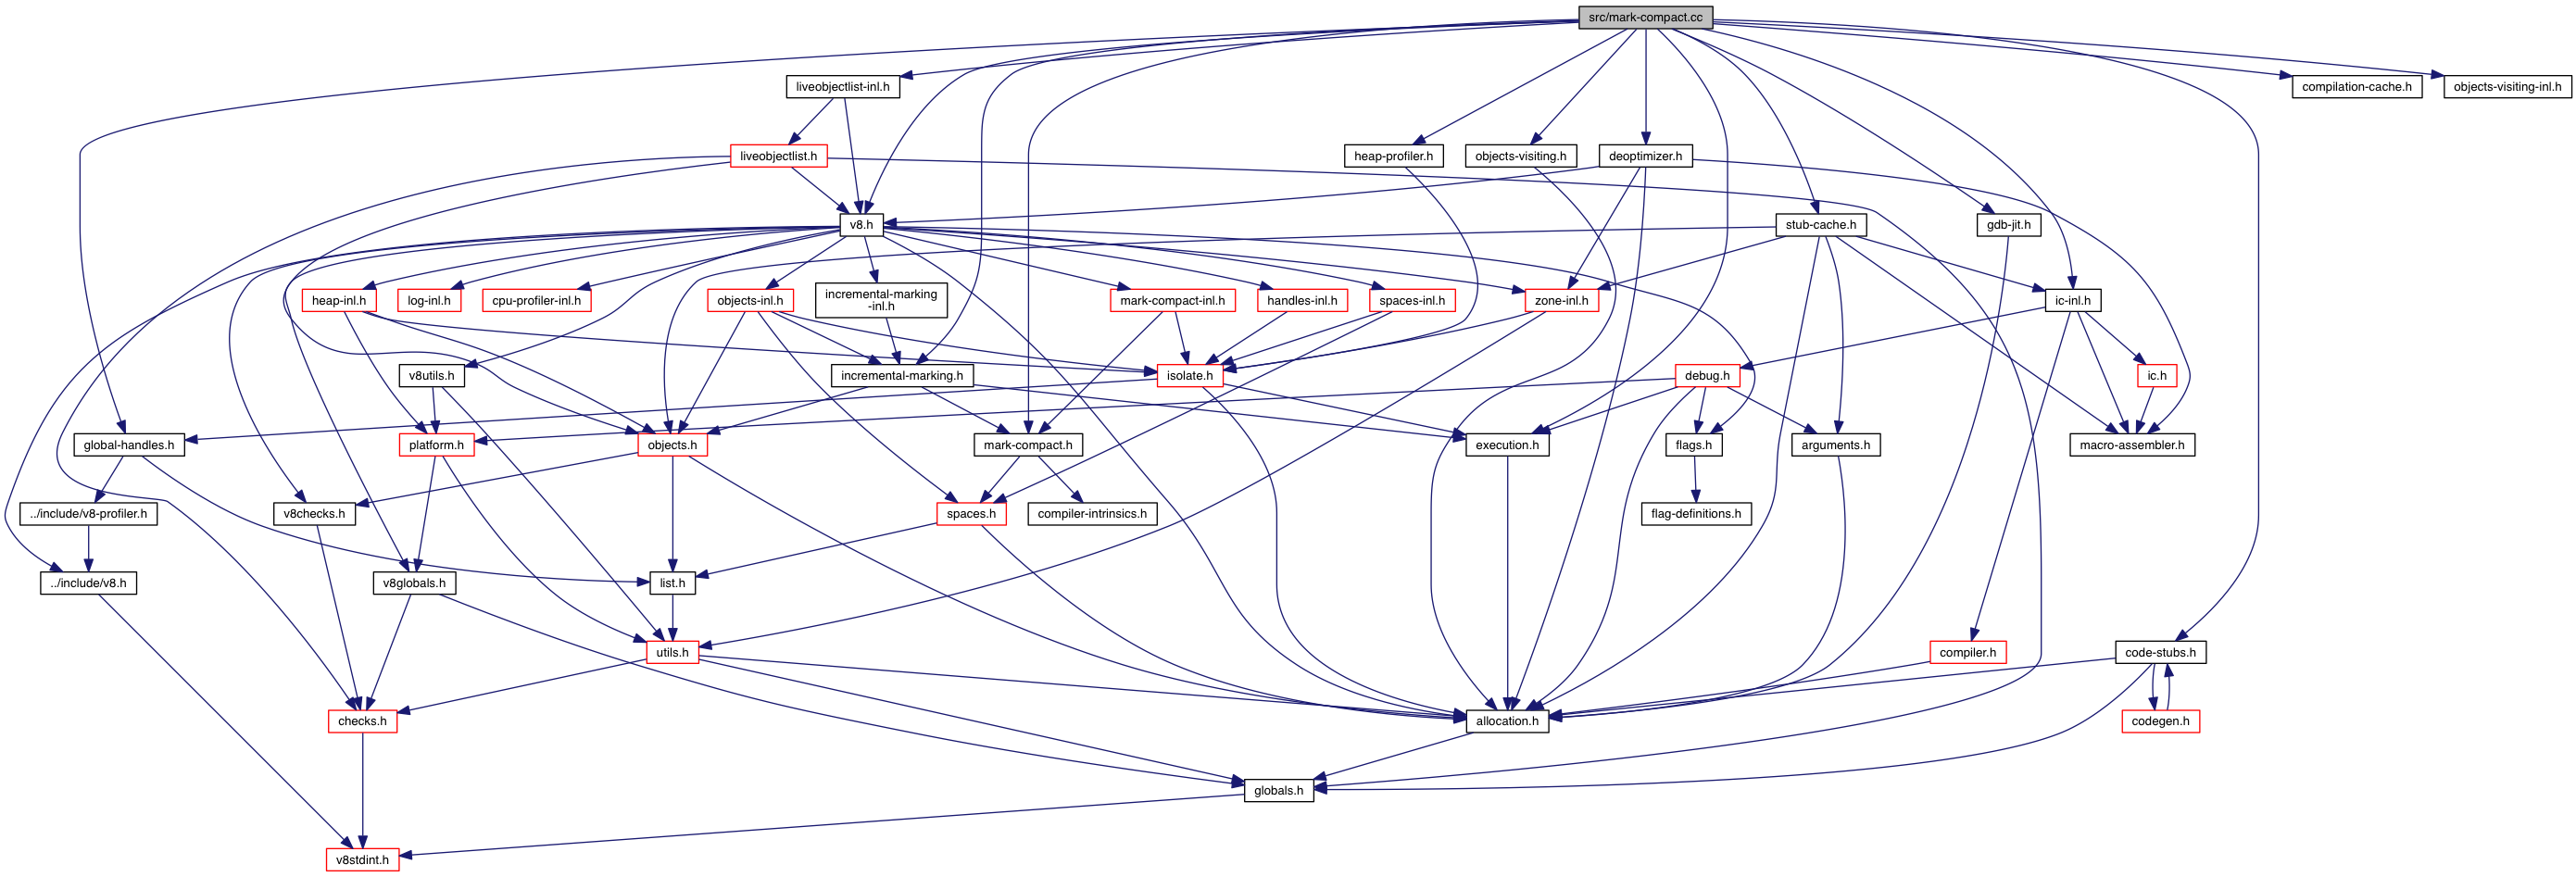 src/mark-compact.cc
liveobjectlist-inl.h
compilation-cache.h
objects-visiting-inl.h
liveobjectlist.h
heap-profiler.h
objects-visiting.h
deoptimizer.h
v8.h
stub-cache.h
gdb-jit.h
heap-inl.h
log-inl.h
cpu-profiler-inl.h
objects-inl.h
incremental-marking
-inl.h
mark-compact-inl.h
handles-inl.h
spaces-inl.h
zone-inl.h
ic-inl.h
v8utils.h
incremental-marking.h
isolate.h
debug.h
ic.h
global-handles.h
platform.h
objects.h
mark-compact.h
execution.h
flags.h
arguments.h
macro-assembler.h
../include/v8-profiler.h
v8checks.h
spaces.h
compiler-intrinsics.h
flag-definitions.h
../include/v8.h
v8globals.h
list.h
utils.h
compiler.h
code-stubs.h
checks.h
allocation.h
codegen.h
globals.h
v8stdint.h